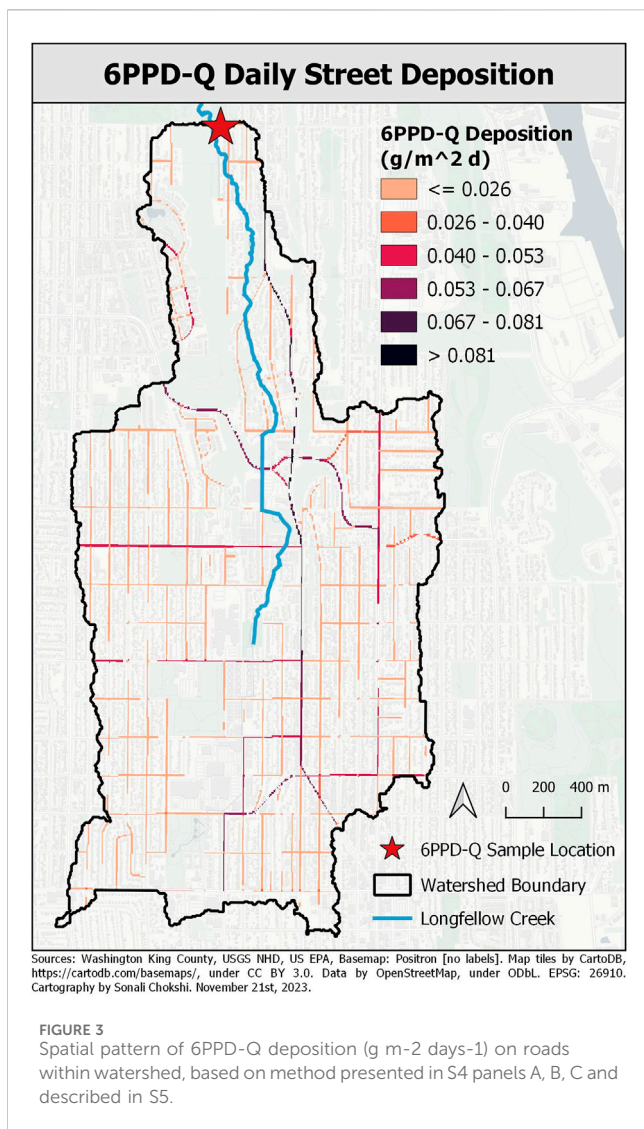 6PPD-Q Daily Street Deposition
6PPD-Q Deposition
(g/m^2 d)
<= 0.026
0.026 - 0.040
0.040 - 0.053
0.053 - 0.067
0.067 - 0.081
> 0.081
0 200 400 m
6PPD-Q Sample Location
Watershed Boundary
Longfellow Creek
Sources: Washington King County, USGS NHD, US EPA, Basemap: Positron [no labels]. Map tiles by CartoDB,
https://cartodb.com/basemaps/, under CC BY 3.0. Data by OpenStreetMap, under ODbL. EPSG: 26910.
Cartography by Sonali Chokshi. November 21st, 2023.
FIGURE 3
Spatial pattern of 6PPD-Q deposition (g m-2 days-1) on roads
within watershed, based on method presented in S4 panels A, B, C and
described in S5.